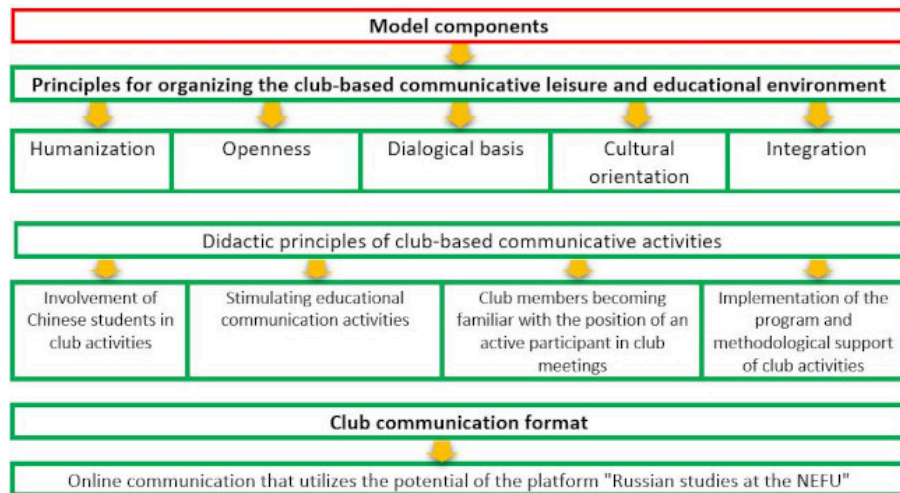 Model components
Principles for organizing the club-based communicative leisure and educational environment
Humanization
Openness
Dialogical basis
Cultural
orientation
Integration
Didactic principles of club-based communicative activities
Involvement of
Chinese students in
club activities
Stimulating educational
communication activities
Club members becoming
familiar with the position of an
active participant in club
meetings
Implementation of the
program and
methodological support
of club activities
Club communication format
Online communication that utilizes the potential of the platform "Russian studies at the NEFU"